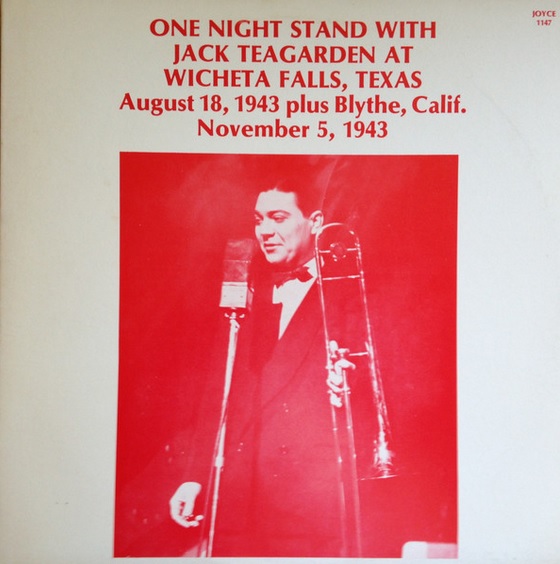 JOYCE
1147
ONE NIGHT STAND WITH
JACK TEAGARDEN AT
WICHETA FALLS, TEXAS
August 18, 1943 plus Blythe, Calif.
November 5, 1943